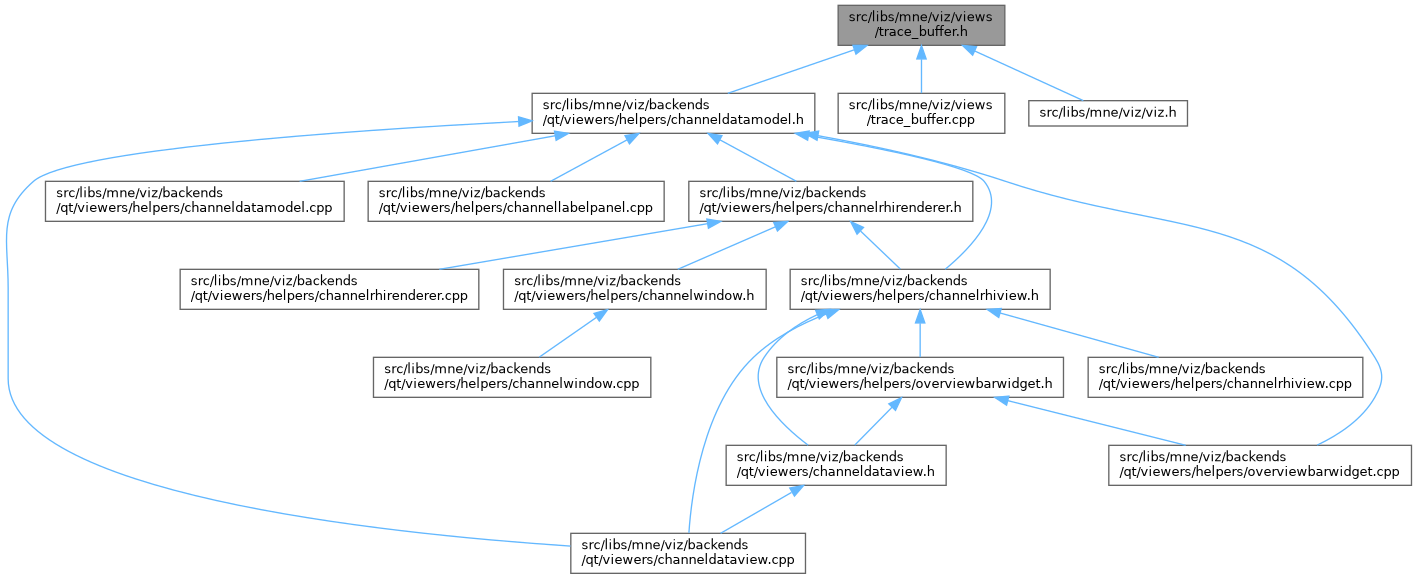 src/libs/mne/viz/views
/trace_buffer.h
src/libs/mne/viz/backends
/qt/viewers/helpers/channeldatamodel.h
src/libs/mne/viz/views
/trace_buffer.cpp
src/libs/mne/viz/viz.h
src/libs/mne/viz/backends
/qt/viewers/helpers/channeldatamodel.cpp
src/libs/mne/viz/backends
/qt/viewers/helpers/channellabelpanel.cpp
src/libs/mne/viz/backends
/qt/viewers/helpers/channelrhirenderer.h
src/libs/mne/viz/backends
/qt/viewers/helpers/channelrhirenderer.cpp
src/libs/mne/viz/backends
/qt/viewers/helpers/channelwindow.h
src/libs/mne/viz/backends
/qt/viewers/helpers/channelrhiview.h
src/libs/mne/viz/backends
/qt/viewers/helpers/channelwindow.cpp
src/libs/mne/viz/backends
/qt/viewers/helpers/overviewbarwidget.h
src/libs/mne/viz/backends
/qt/viewers/helpers/channelrhiview.cpp
src/libs/mne/viz/backends
/qt/viewers/channeldataview.h
src/libs/mne/viz/backends
/qt/viewers/helpers/overviewbarwidget.cpp
src/libs/mne/viz/backends
/qt/viewers/channeldataview.cpp